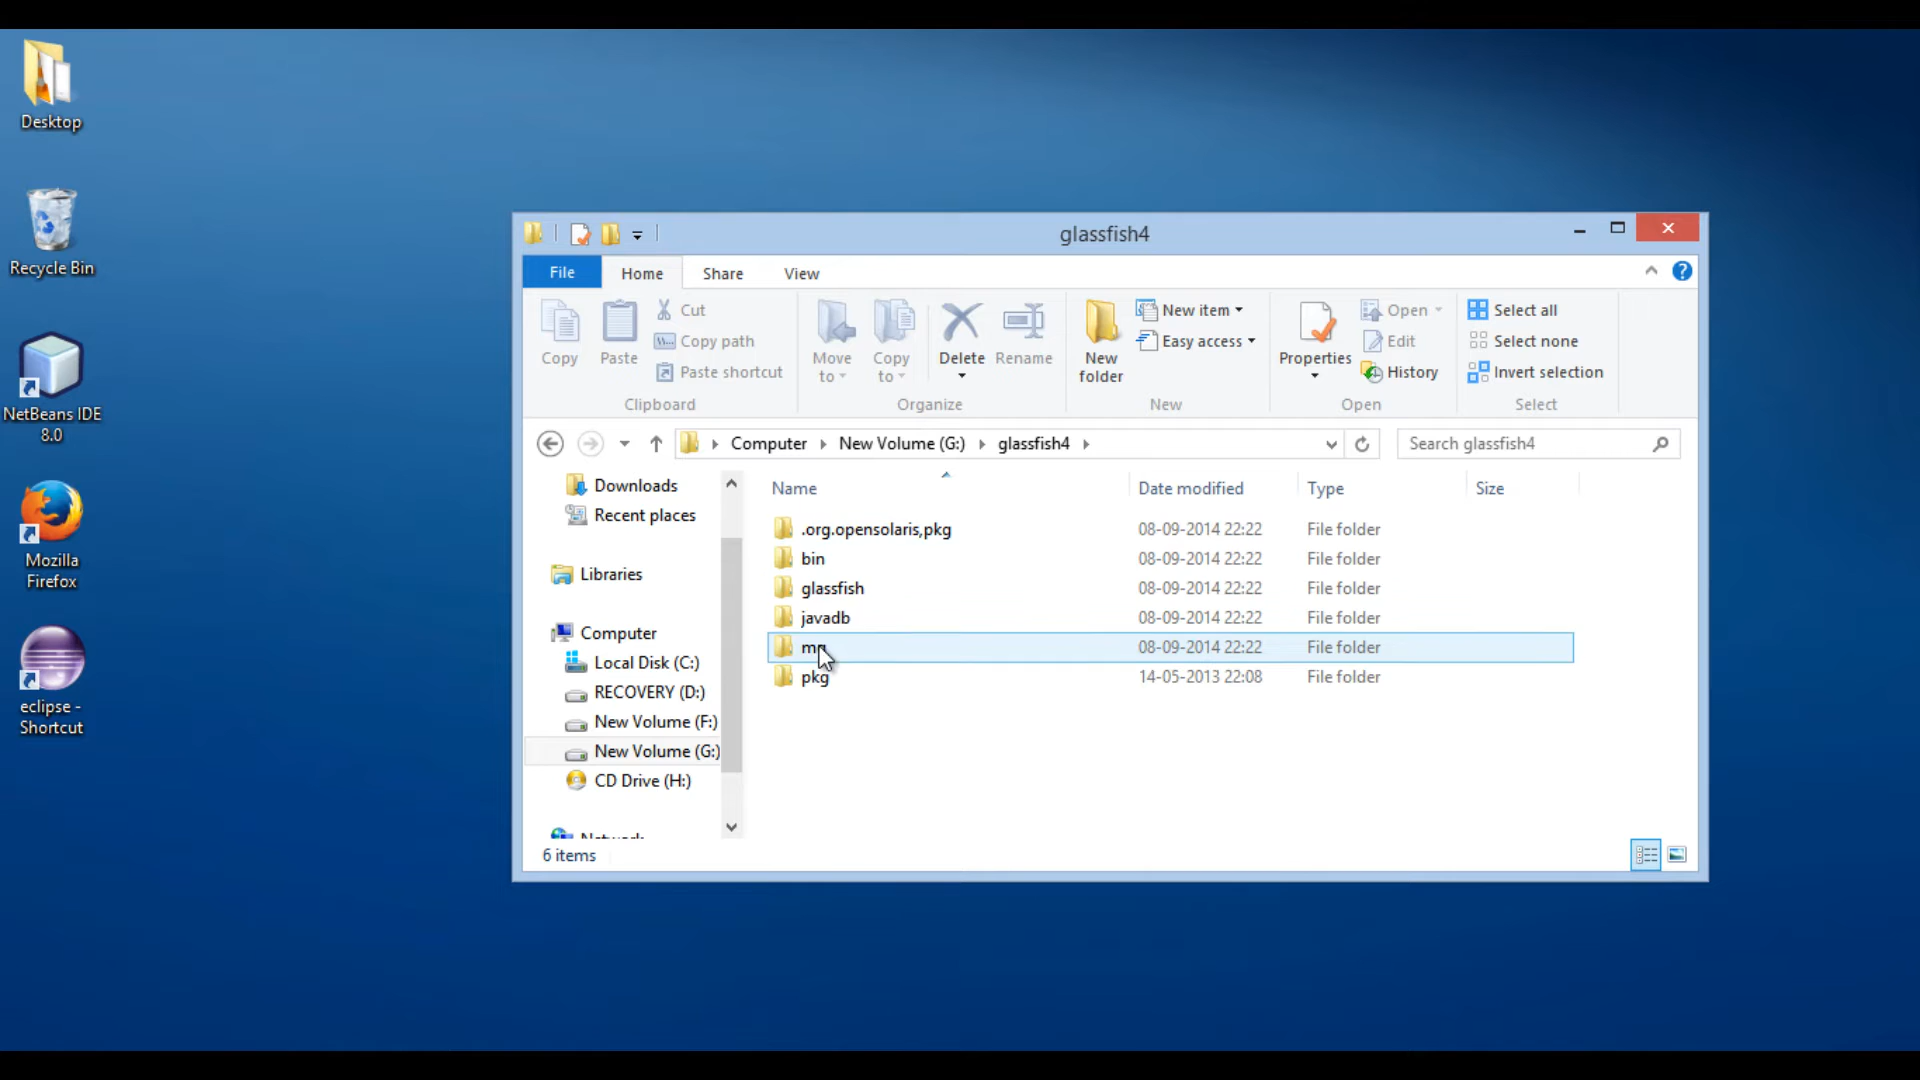 Desktop
Recycle Bin
NetBeans IDE
8.0
Mozilla
Firefox
eclipse -
Shortcut
glassfish4
File
Home
Share
View
Copy
Paste
Cut
Copy path
Paste shortcut
Clipboard
Move
to
Copy
to
Delete
Rename
Organize
New
folder
New item
Easy access
New
Properties
Open
Edit
History
Open
Select all
Select none
Invert selection
Select
Computer
New Volume (G:)
glassfish4
Search glassfish4
Downloads
Recent places
Libraries
Computer
Local Disk (C:)
RECOVERY (D:)
New Volume (F:)
New Volume (G:)
CD Drive (H:)
Network
Name Date modified Type Size
.org.opensolaris,pkg 08-09-2014 22:22 File folder
bin 08-09-2014 22:22 File folder
glassfish 08-09-2014 22:22 File folder
javadb 08-09-2014 22:22 File folder
mq 08-09-2014 22:22 File folder
pkg 14-05-2013 22:08 File folder
6 items